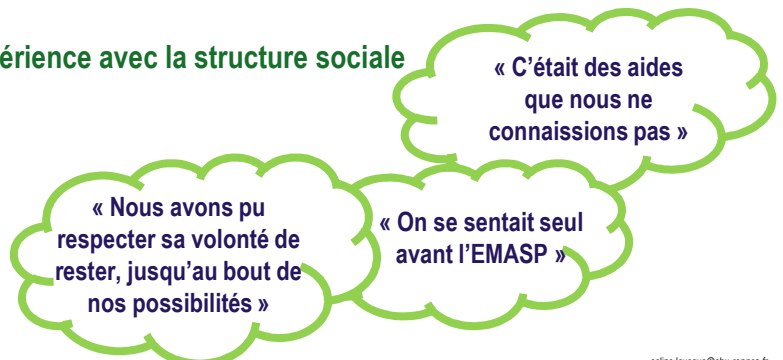 érience avec la structure sociale
« C'était des aides
que nous ne
connaissions pas »
« Nous avons pu
respecter sa volonté de
rester, jusqu'au bout de
nos possibilités »
« On se sentait seul
avant l'EMASP »